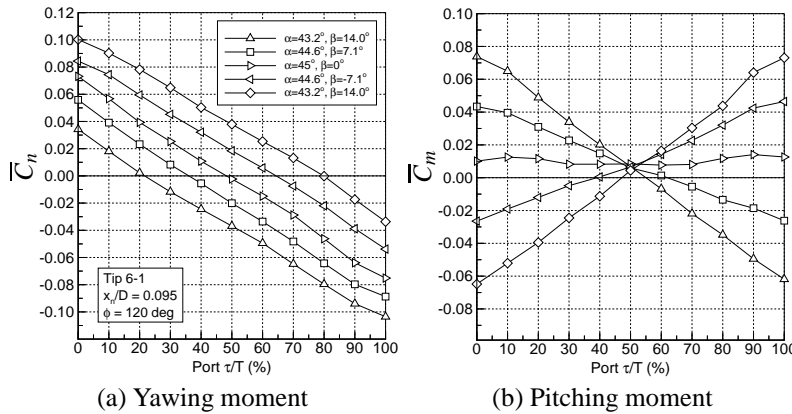 0.12
0.10
0.08
0.06
0.04
0.02
0.00
-0.02
-0.04
-0.06
-0.08
-0.10
C̅n
α=43.2°, β=14.0°
α=44.6°, β=7.1°
α=45°, β=0°
α=44.6°, β=-7.1°
α=43.2°, β=14.0°
Tip 6-1
xn/D = 0.095
ϕ = 120 deg
0 10 20 30 40 50 60 70 80 90 100
Port τ/T (%)
(a) Yawing moment
0.10
0.08
0.06
0.04
0.02
0.00
-0.02
-0.04
-0.06
-0.08
C̅m
0 10 20 30 40 50 60 70 80 90 100
Port τ/T (%)
(b) Pitching moment